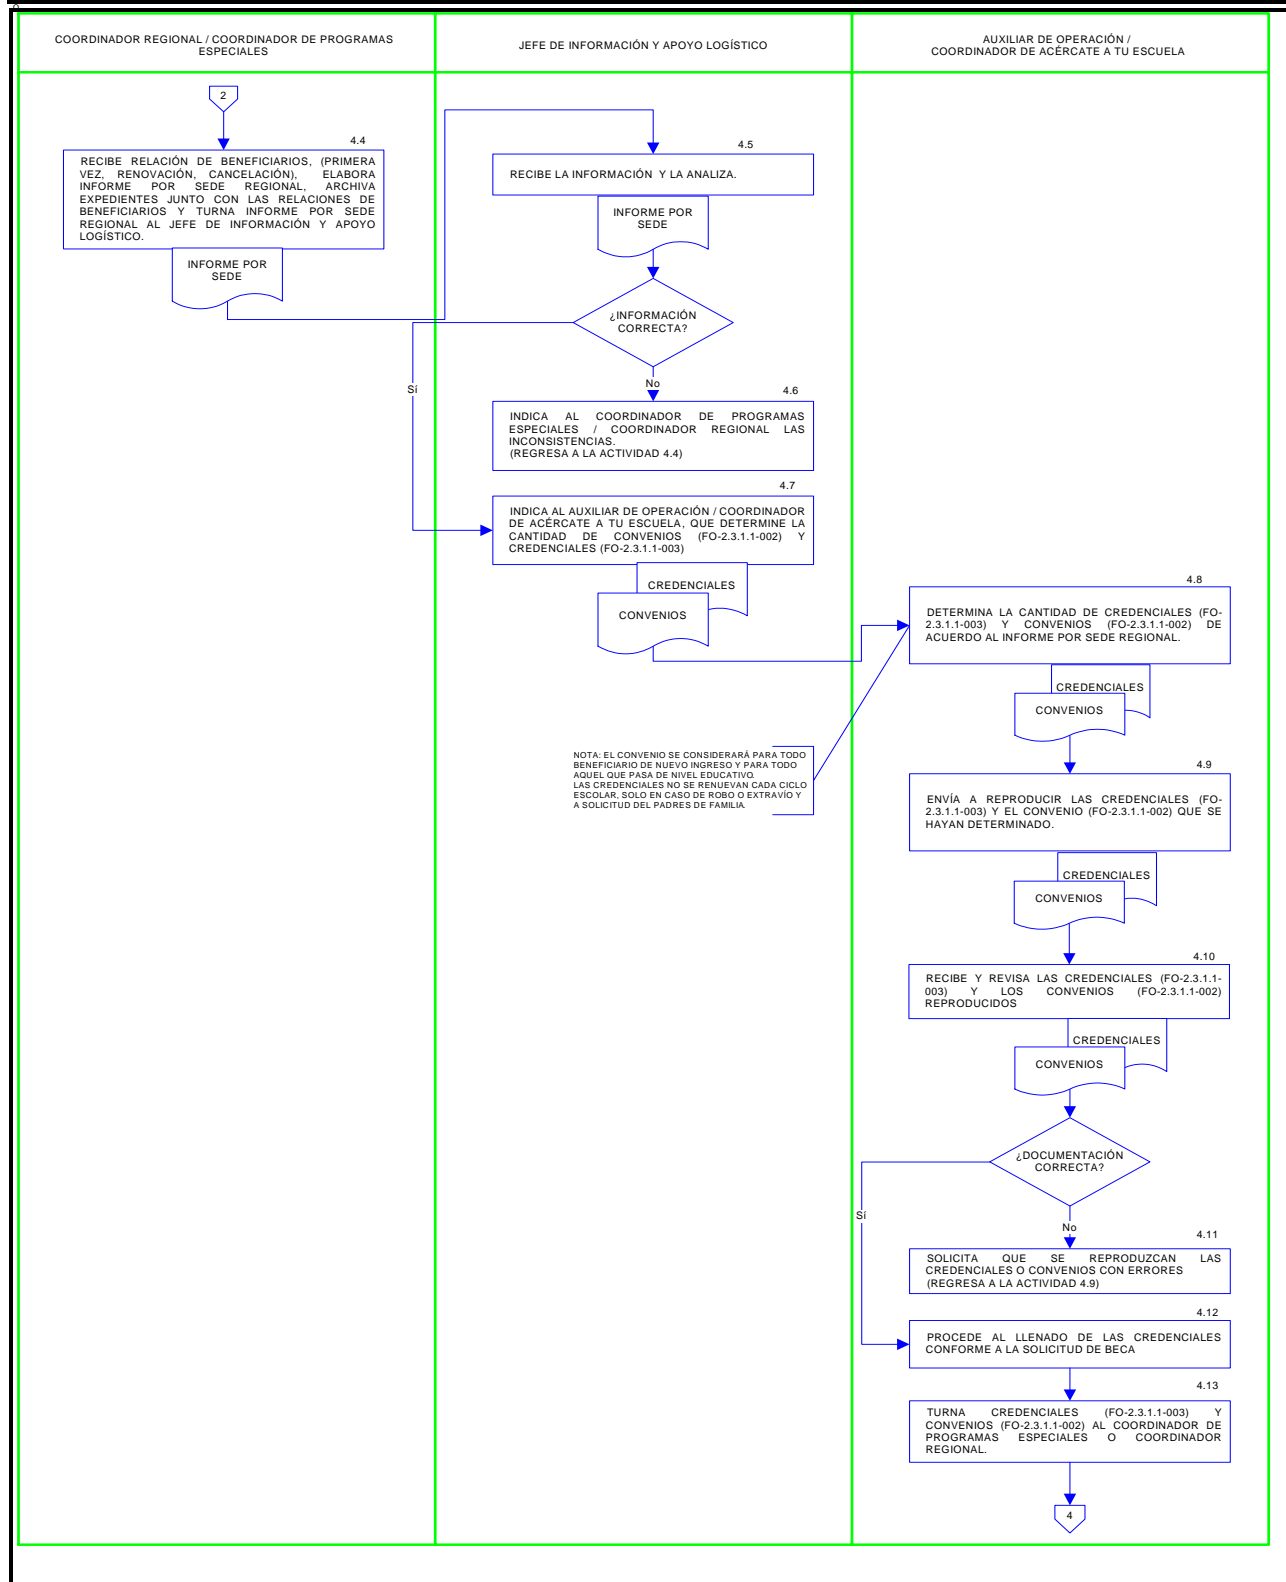 COORDINADOR REGIONAL / COORDINADOR DE PROGRAMAS
ESPECIALES
JEFE DE INFORMACIÓN Y APOYO LOGÍSTICO
AUXILIAR DE OPERACIÓN /
COORDINADOR DE ACÉRCATE A TU ESCUELA
2
4.4
RECIBE RELACIÓN DE BENEFICIARIOS, (PRIMERA
VEZ, RENOVACIÓN, CANCELACIÓN), ELABORA
INFORME POR SEDE REGIONAL, ARCHIVA
EXPEDIENTES JUNTO CON LAS RELACIONES DE
BENEFICIARIOS Y TURNA INFORME POR SEDE
REGIONAL AL JEFE DE INFORMACIÓN Y APOYO
LOGÍSTICO.
INFORME POR
SEDE
4.5
RECIBE LA INFORMACIÓN Y LA ANALIZA.
INFORME POR
SEDE
¿INFORMACIÓN
CORRECTA?
Sí
No
4.6
INDICA AL COORDINADOR DE PROGRAMAS
ESPECIALES / COORDINADOR REGIONAL LAS
INCONSISTENCIAS.
(REGRESA A LA ACTIVIDAD 4.4)
4.7
INDICA AL AUXILIAR DE OPERACIÓN / COORDINADOR
DE ACÉRCATE A TU ESCUELA, QUE DETERMINE LA
CANTIDAD DE CONVENIOS (FO-2.3.1.1-002) Y
CREDENCIALES (FO-2.3.1.1-003)
CREDENCIALES
CONVENIOS
4.8
DETERMINA LA CANTIDAD DE CREDENCIALES (FO-
2.3.1.1-003) Y CONVENIOS (FO-2.3.1.1-002) DE
ACUERDO AL INFORME POR SEDE REGIONAL.
CREDENCIALES
CONVENIOS
NOTA: EL CONVENIO SE CONSIDERARÁ PARA TODO
BENEFICIARIO DE NUEVO INGRESO Y PARA TODO
AQUEL QUE PASA DE NIVEL EDUCATIVO.
LAS CREDENCIALES NO SE RENUEVAN CADA CICLO
ESCOLAR, SOLO EN CASO DE ROBO O EXTRAVÍO Y
A SOLICITUD DEL PADRES DE FAMILIA.
4.9
ENVÍA A REPRODUCIR LAS CREDENCIALES (FO-
2.3.1.1-003) Y EL CONVENIO (FO-2.3.1.1-002) QUE SE
HAYAN DETERMINADO.
CREDENCIALES
CONVENIOS
4.10
RECIBE Y REVISA LAS CREDENCIALES (FO-2.3.1.1-
003) Y LOS CONVENIOS (FO-2.3.1.1-002)
REPRODUCIDOS
CREDENCIALES
CONVENIOS
¿DOCUMENTACIÓN
CORRECTA?
Sí
No
4.11
SOLICITA QUE SE REPRODUZCAN LAS
CREDENCIALES O CONVENIOS CON ERRORES
(REGRESA A LA ACTIVIDAD 4.9)
4.12
PROCEDE AL LLENADO DE LAS CREDENCIALES
CONFORME A LA SOLICITUD DE BECA
4.13
TURNA CREDENCIALES (FO-2.3.1.1-003) Y
CONVENIOS (FO-2.3.1.1-002) AL COORDINADOR DE
PROGRAMAS ESPECIALES O COORDINADOR
REGIONAL.
4